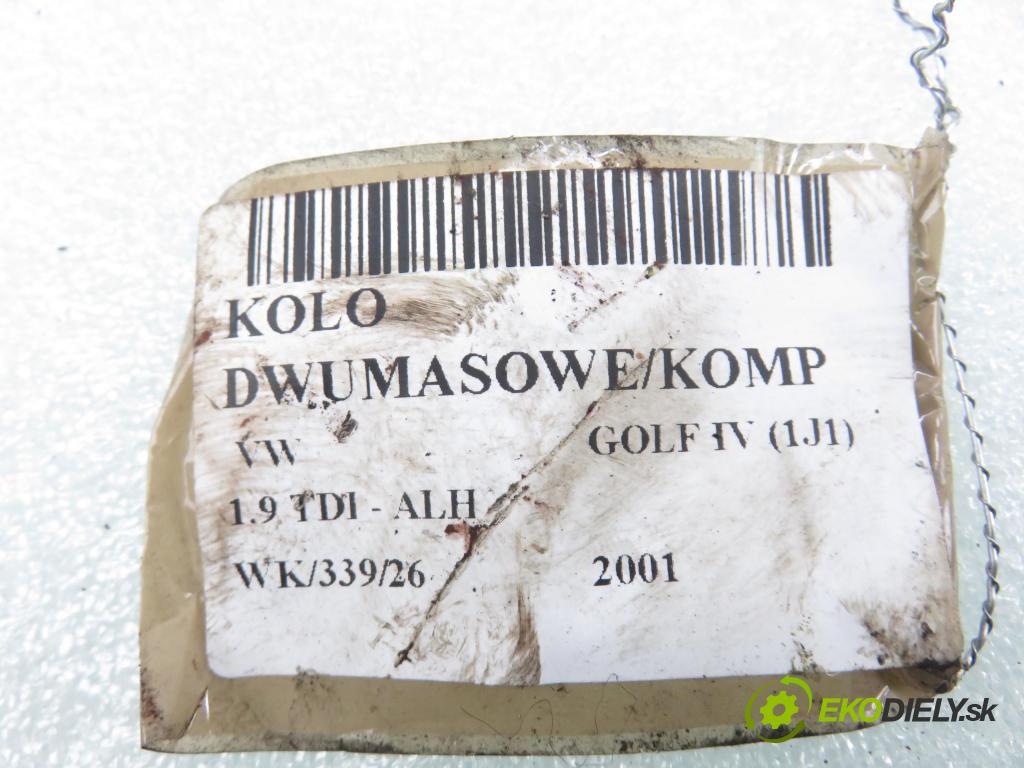 KOLO
DWUMASOWE/KOMP
VW GOLF IV (1J1)
1.9 TDI - ALH
WK/339/26 2001
EKODIELY.sk